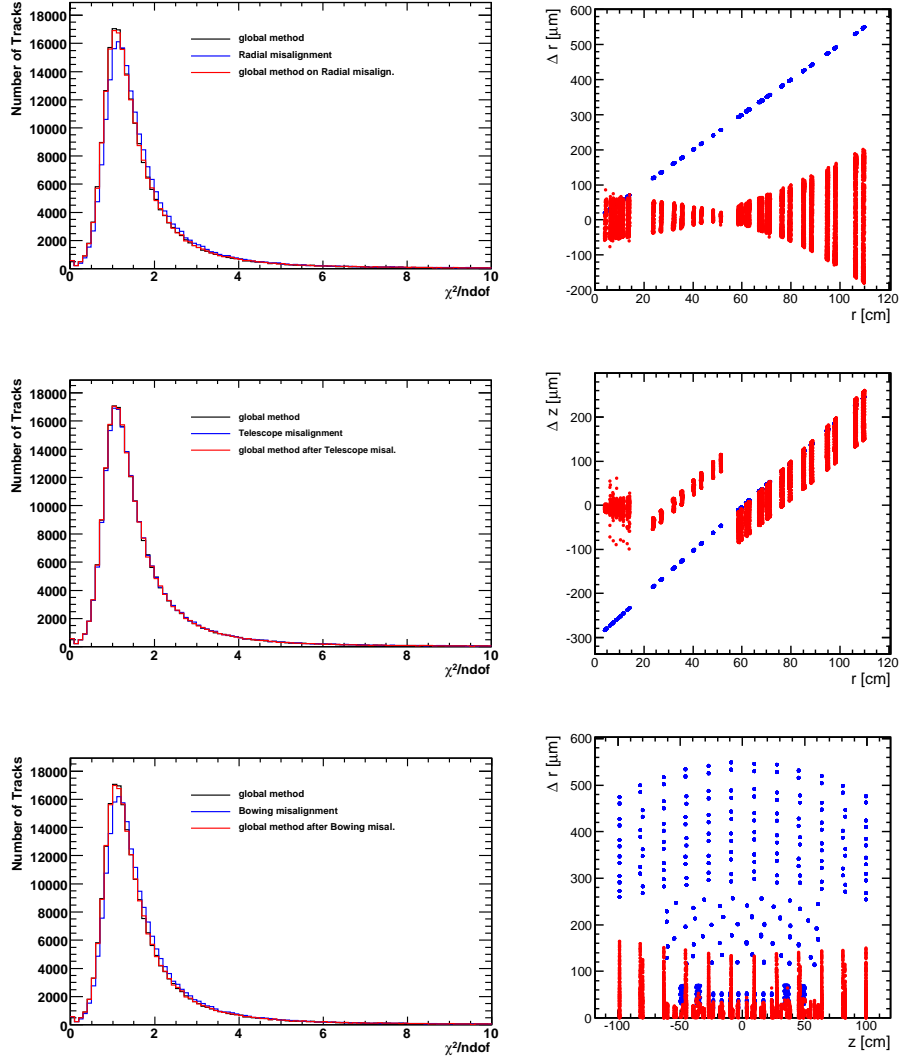 Number of Tracks
16000
14000
12000
10000
8000
6000
4000
2000
0
0 2 4 6 8 10
χ²/ndof
global method
Radial misalignment
global method on Radial misalign.
Δ r [μm]
600
500
400
300
200
100
0
-100
-200
0 20 40 60 80 100 120
r [cm]
Number of Tracks
18000
16000
14000
12000
10000
8000
6000
4000
2000
0
0 2 4 6 8 10
χ²/ndof
global method
Telescope misalignment
global method after Telescope misal.
Δ z [μm]
200
100
0
-100
-200
-300
0 20 40 60 80 100 120
r [cm]
Number of Tracks
18000
16000
14000
12000
10000
8000
6000
4000
2000
0
0 2 4 6 8 10
χ²/ndof
global method
Bowing misalignment
global method after Bowing misal.
Δ r [μm]
600
500
400
300
200
100
0
-100 -50 0 50 100
z [cm]